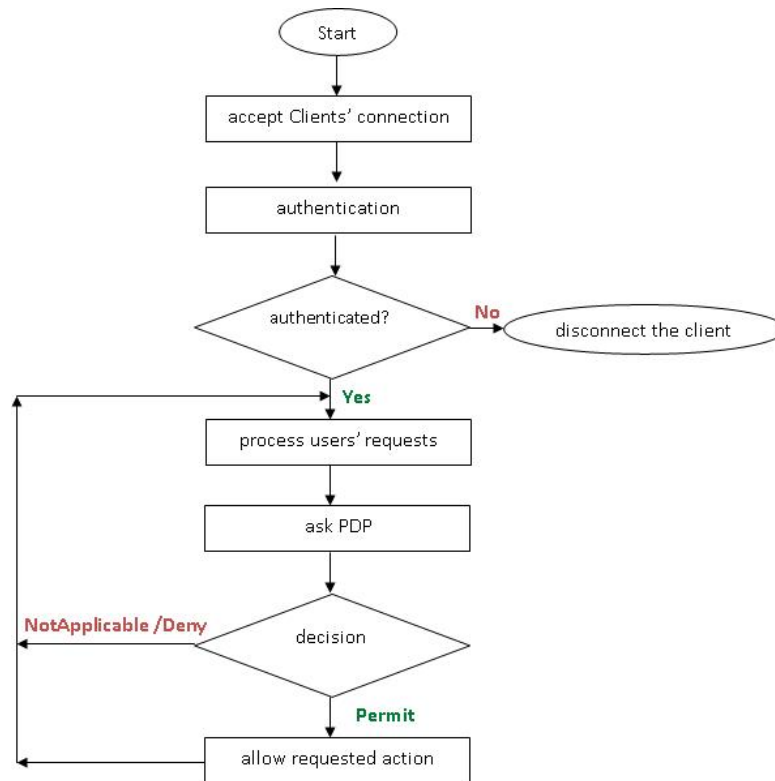 Start
accept Clients' connection
authentication
authenticated?
No
disconnect the client
Yes
process users' requests
ask PDP
NotApplicable /Deny
decision
Permit
allow requested action